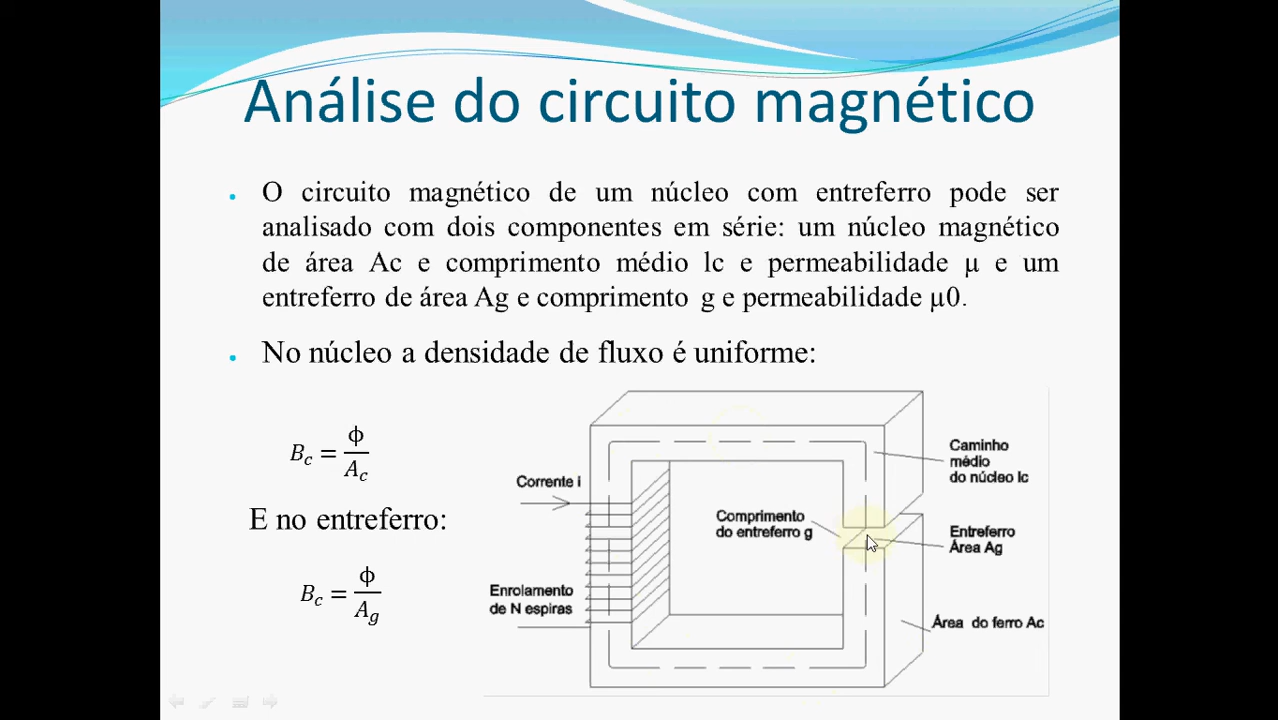 Análise do circuito magnético
• O circuito magnético de um núcleo com entreferro pode ser
analisado com dois componentes em série: um núcleo magnético
de área Ac e comprimento médio lc e permeabilidade µ e um
entreferro de área Ag e comprimento g e permeabilidade µ0.
• No núcleo a densidade de fluxo é uniforme:
B_c = ϕ/A_c
E no entreferro:
B_c = ϕ/A_g
Corrente i
Enrolamento
de N espiras
Comprimento
do entreferro g
Caminho
médio
do núcleo lc
Entreferro
Área Ag
Área do ferro Ac